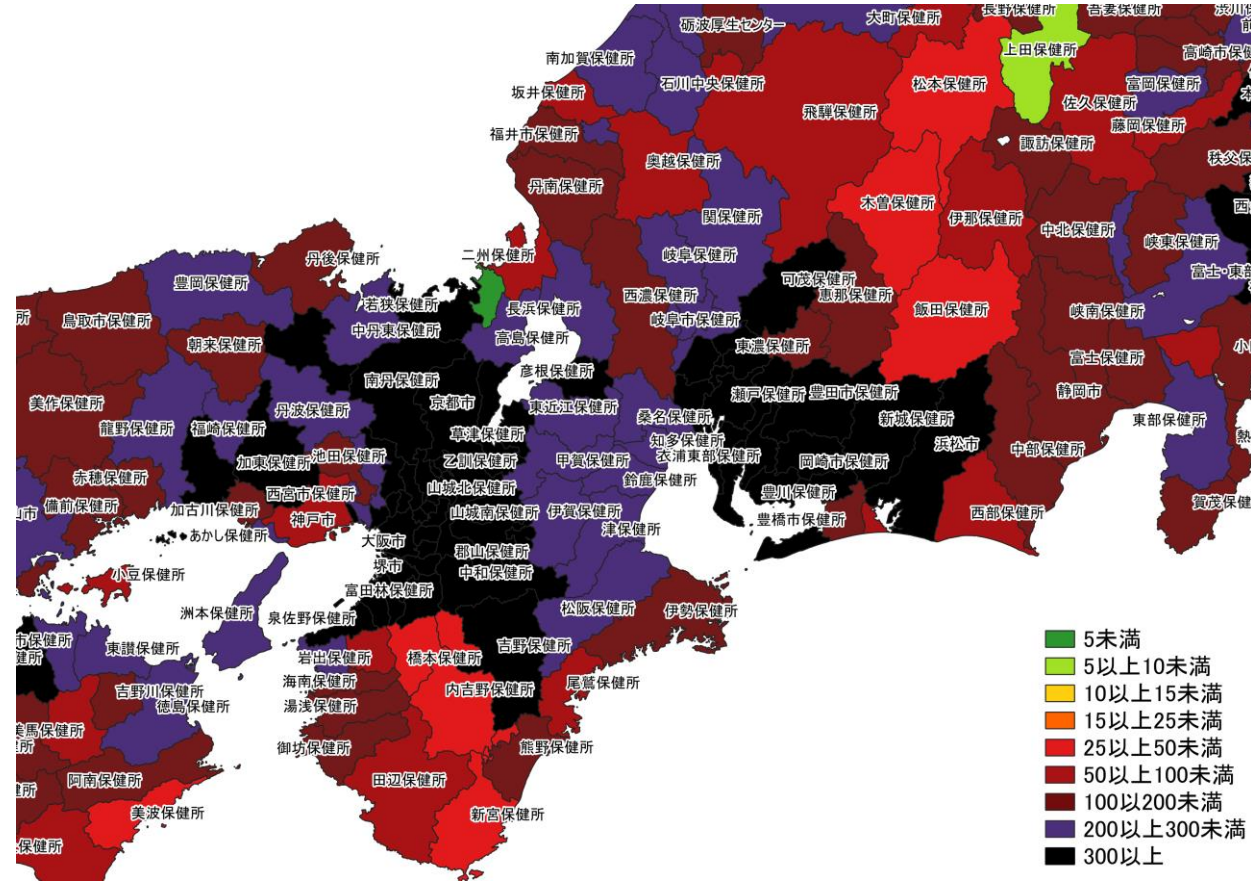 長野保健所
吾妻保健所
渋川保
砺波厚生センター
大町保健所
南加賀保健所
上田保健所
高崎市保健
坂井保健所
石川中央保健所
松本保健所
富岡保健所
佐久保健所
飛騨保健所
藤岡保健所
福井市保健所
諏訪保健所
秩父保
奥越保健所
丹南保健所
木曽保健所
関保健所
伊那保健所
中北保健所
峡東保健所
丹後保健所
二州保健所
岐阜保健所
富士・東部
豊岡保健所
可茂保健所
西濃保健所
恵那保健所
若狭保健所
長浜保健所
飯田保健所
峡南保健所
鳥取市保健所
岐阜市保健所
中丹東保健所
高島保健所
朝来保健所
東濃保健所
富士保健所
彦根保健所
南丹保健所
静岡市
瀬戸保健所
豊田市保健所
美作保健所
京都市
丹波保健所
東近江保健所
桑名保健所
新城保健所
東部保健所
龍野保健所
福崎保健所
草津保健所
知多保健所
浜松市
中部保健所
池田保健所
衣浦東部保健所
加東保健所
乙訓保健所
甲賀保健所
岡崎市保健所
赤穂保健所
鈴鹿保健所
西宮市保健所
山城北保健所
豊川保健所
備前保健所
賀茂保健
加古川保健所
神戸市
山城南保健所
伊賀保健所
西部保健所
豊橋市保健所
あかし保健所
津保健所
大阪市
郡山保健所
堺市
中和保健所
小豆保健所
富田林保健所
洲本保健所
泉佐野保健所
松阪保健所
伊勢保健所
市保健所
東讃保健所
吉野保健所
岩出保健所
橋本保健所
海南保健所
尾鷲保健所
吉野川保健所
内吉野保健所
徳島保健所
湯浅保健所
美馬保健所
御坊保健所
熊野保健所
阿南保健所
田辺保健所
美波保健所
新宮保健所
5未満
5以上10未満
10以上15未満
15以上25未満
25以上50未満
50以上100未満
100以200未満
200以上300未満
300以上